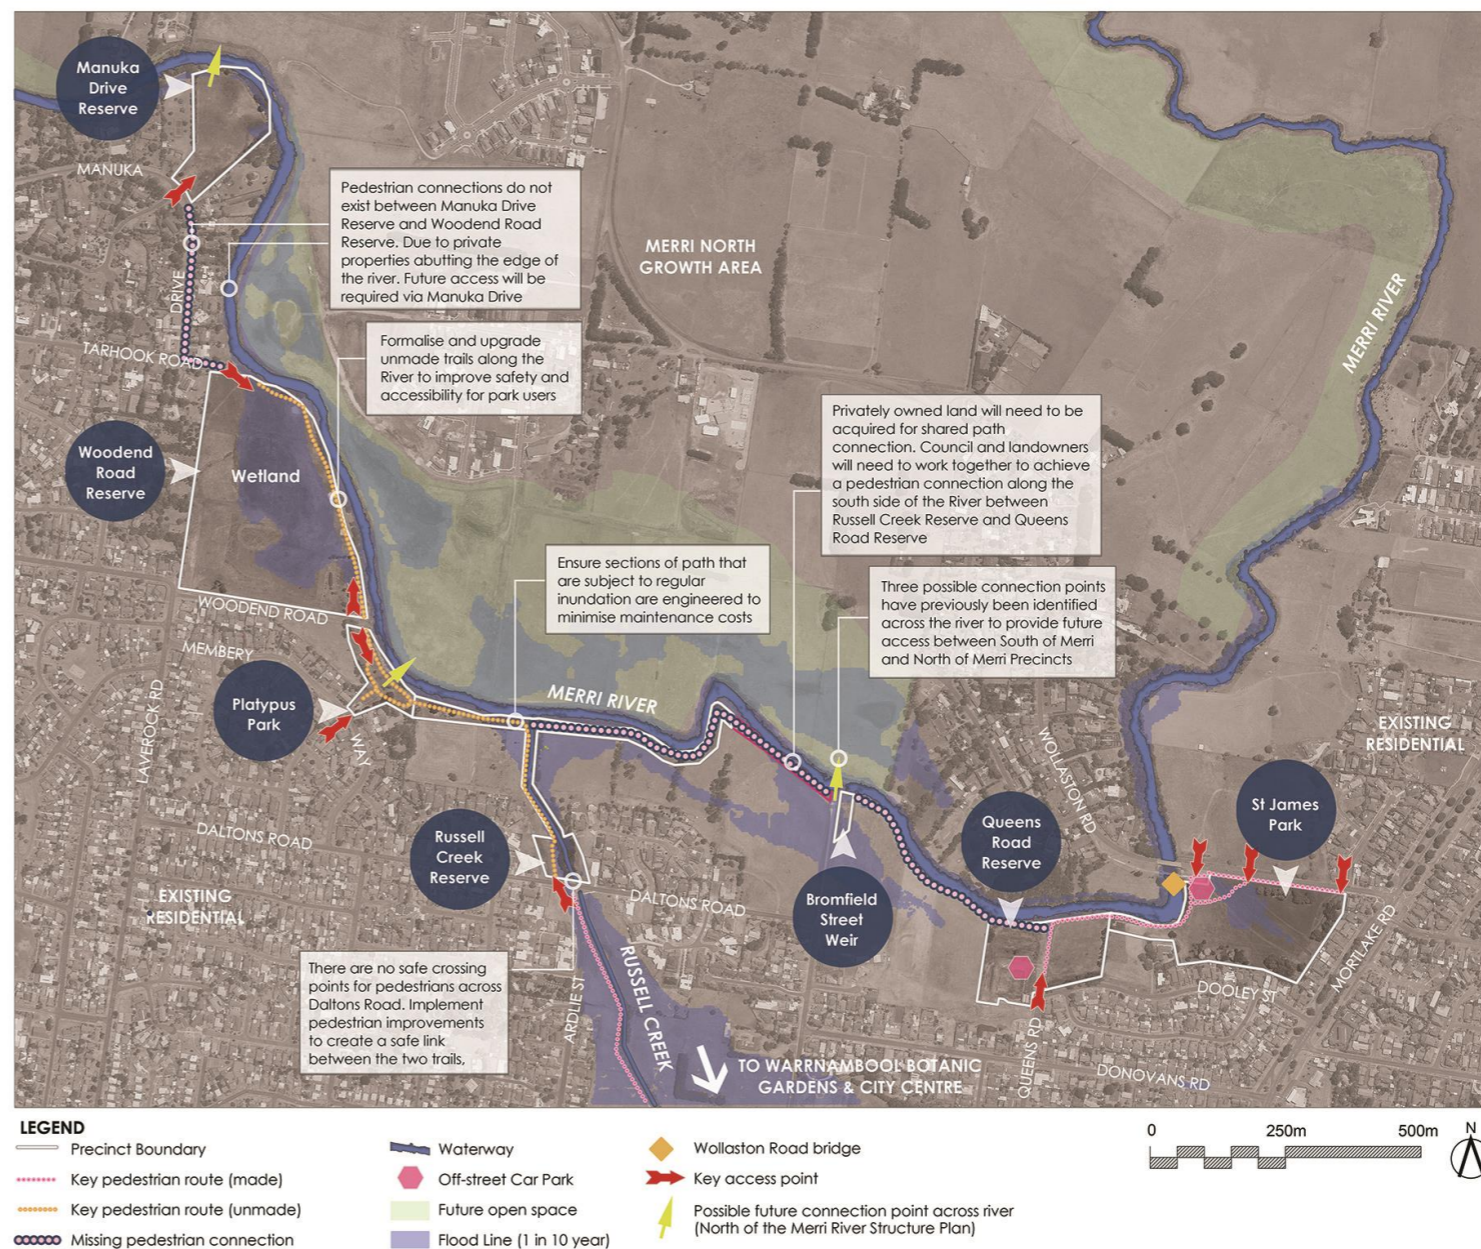 Manuka
Drive
Reserve
MANUKA
DRIVE
TARHOOK ROAD
Pedestrian connections do not
exist between Manuka Drive
Reserve and Woodend Road
Reserve. Due to private
properties abutting the edge of
the river. Future access will be
required via Manuka Drive
MERRI NORTH
GROWTH AREA
MERRI RIVER
Formalise and upgrade
unmade trails along the
River to improve safety and
accessibility for park users
Woodend
Road
Reserve
Wetland
Privately owned land will need to be
acquired for shared path
connection. Council and landowners
will need to work together to achieve
a pedestrian connection along the
south side of the River between
Russell Creek Reserve and Queens
Road Reserve
Ensure sections of path that
are subject to regular
inundation are engineered to
minimise maintenance costs
Three possible connection points
have previously been identified
across the river to provide future
access between South of Merri
and North of Merri Precincts
WOODEND ROAD
MEMBERY
WAY
LAVEROCK RD
Platypus
Park
MERRI RIVER
WOLLASTON RD
EXISTING
RESIDENTIAL
St James
Park
Queens
Road
Reserve
DALTONS ROAD
Russell
Creek
Reserve
EXISTING
RESIDENTIAL
DALTONS ROAD
Bromfield
Street
Weir
MORTLAKE RD
DOOLEY ST
There are no safe crossing
points for pedestrians across
Daltons Road. Implement
pedestrian improvements
to create a safe link
between the two trails.
ARDLIE ST
RUSSELL CREEK
QUEENS RD
DONOVANS RD
TO WARRNAMBOOL BOTANIC
GARDENS & CITY CENTRE
LEGEND
Precinct Boundary
Key pedestrian route (made)
Key pedestrian route (unmade)
Missing pedestrian connection
Waterway
Off-street Car Park
Future open space
Flood Line (1 in 10 year)
Wollaston Road bridge
Key access point
Possible future connection point across river
(North of the Merri River Structure Plan)
0 250m 500m
N